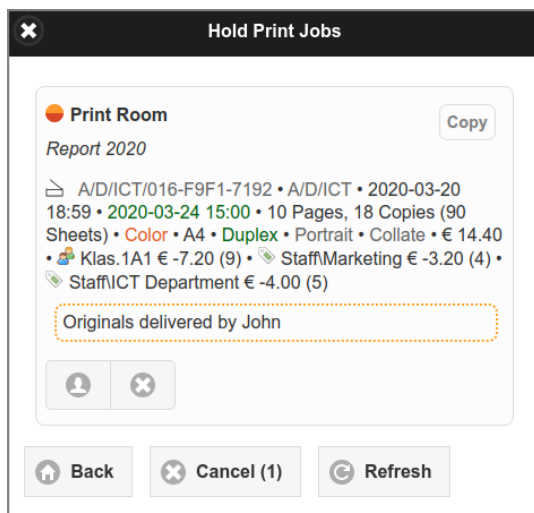 Hold Print Jobs
Print Room
Copy
Report 2020
A/D/ICT/016-F9F1-7192 • A/D/ICT • 2020-03-20
18:59 • 2020-03-24 15:00 • 10 Pages, 18 Copies (90
Sheets) • Color • A4 • Duplex • Portrait • Collate • € 14.40
• Klas.1A1 € -7.20 (9) • Staff\Marketing € -3.20 (4) •
Staff\ICT Department € -4.00 (5)
Originals delivered by John
Back
Cancel (1)
Refresh